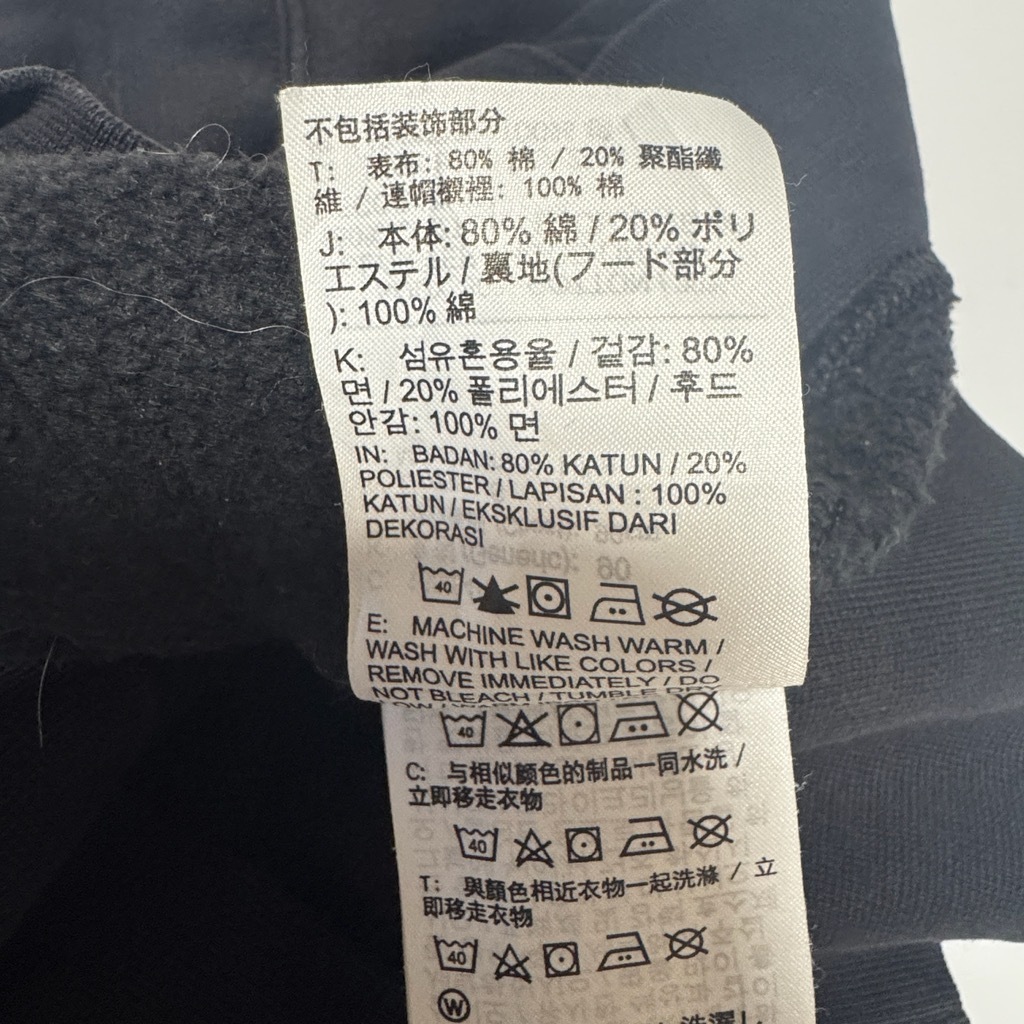 不包括装饰部分
T: 表布: 80% 棉 / 20% 聚酯纖
維 / 連帽襯裡: 100% 棉
J: 本体: 80% 綿 / 20% ポリ
エステル / 裏地(フード部分
): 100% 綿
K: 섬유혼용율 / 겉감: 80%
면 / 20% 폴리에스터 / 후드
안감: 100% 면
IN: BADAN: 80% KATUN / 20%
POLIESTER / LAPISAN : 100%
KATUN / EKSKLUSIF DARI
DEKORASI
40
E: MACHINE WASH WARM /
WASH WITH LIKE COLORS /
REMOVE IMMEDIATELY / DO
NOT BLEACH / TUMBLE DRY
40
C: 与相似颜色的制品一同水洗 /
立即移走衣物
40
T: 與顏色相近衣物一起洗滌 / 立
即移走衣物
40
W